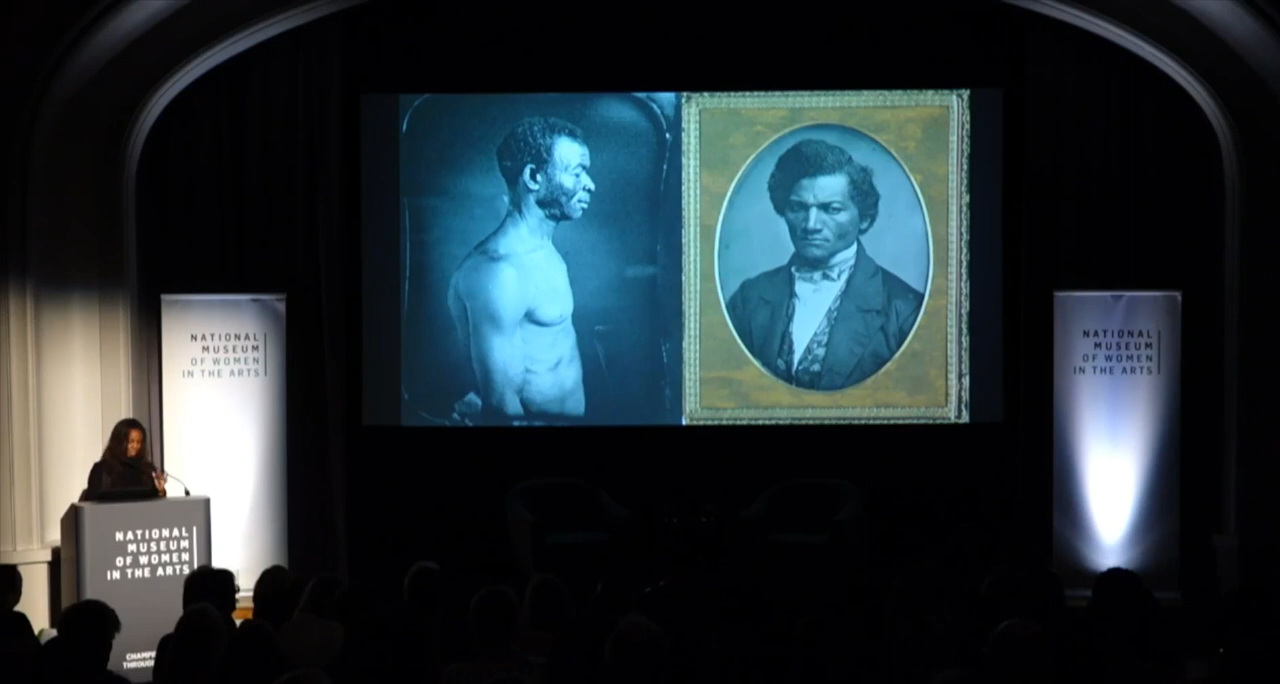 NATIONAL
MUSEUM
OF WOMEN
IN THE ARTS
NATIONAL
MUSEUM
OF WOMEN
IN THE ARTS
NATIONAL
MUSEUM
OF WOMEN
IN THE ARTS